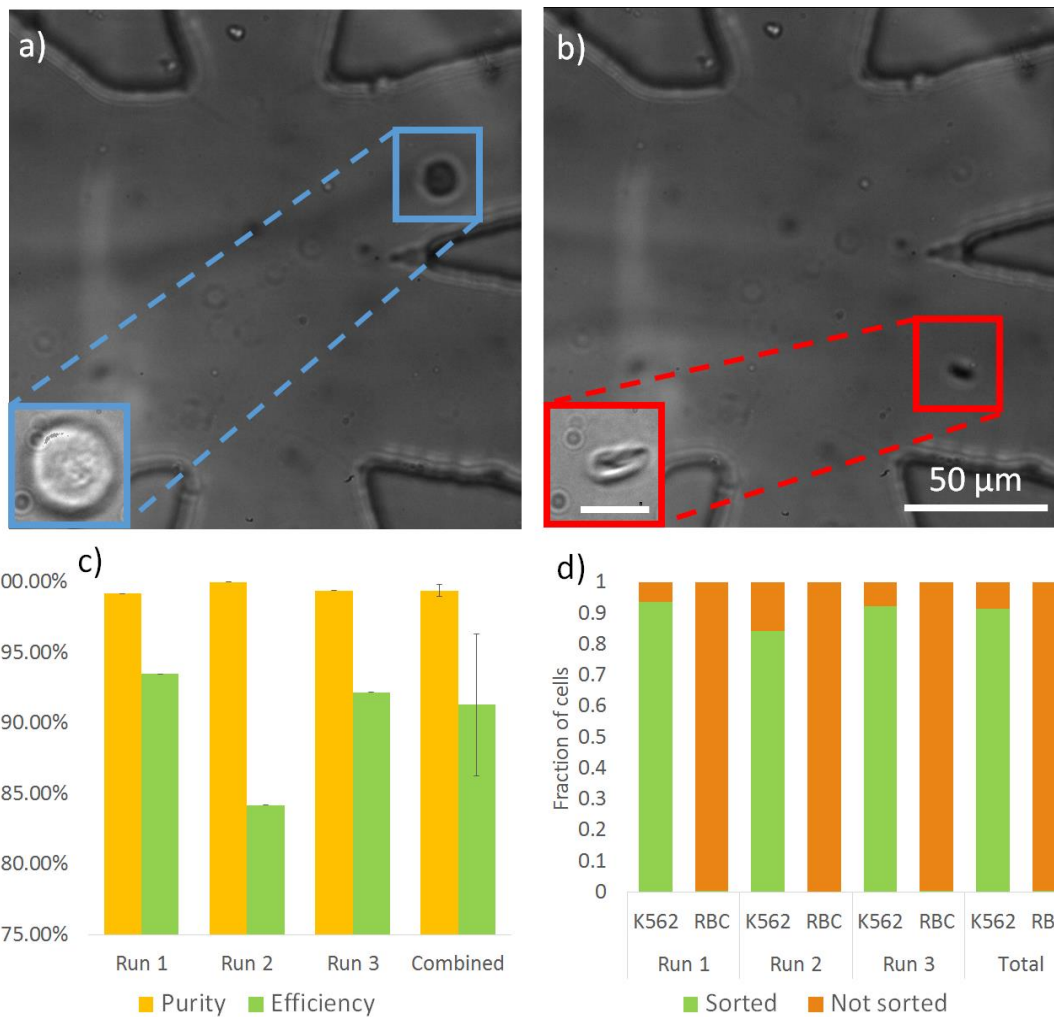 a)
b)
50 µm
c)
00.00%
95.00%
90.00%
85.00%
80.00%
75.00%
Run 1 Run 2 Run 3 Combined
Purity Efficiency
d)
Fraction of cells
1
0.9
0.8
0.7
0.6
0.5
0.4
0.3
0.2
0.1
0
K562 RBC K562 RBC K562 RBC K562 RB
Run 1 Run 2 Run 3 Total
Sorted Not sorted